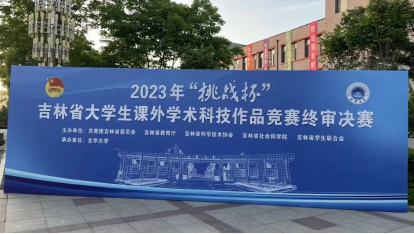 2023年“挑战杯”
吉林省大学生课外学术科技作品竞赛终审决赛
主办单位：共青团吉林省委员会 吉林省教育厅 吉林省科学技术协会 吉林省社会科学院 吉林省学生联合会
承办单位：北华大学